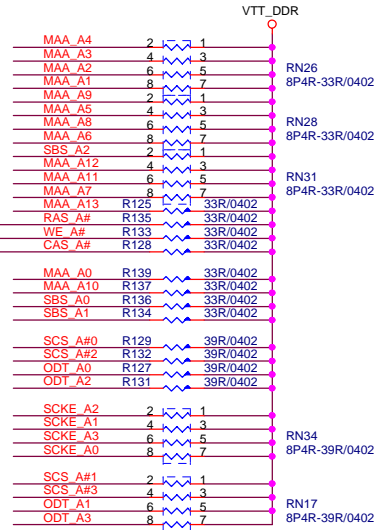 VTT_DDR
MAA_A4 2 1
MAA_A3 4 3
MAA_A2 6 5 RN26
MAA_A1 8 7 8P4R-33R/0402
MAA_A9 2 1
MAA_A5 4 3
MAA_A8 6 5 RN28
MAA_A6 8 7 8P4R-33R/0402
SBS_A2 2 1
MAA_A12 4 3
MAA_A11 6 5 RN31
MAA_A7 8 7 8P4R-33R/0402
MAA_A13 R125 33R/0402
RAS_A# R135 33R/0402
WE_A# R133 33R/0402
CAS_A# R128 33R/0402
MAA_A0 R139 33R/0402
MAA_A10 R137 33R/0402
SBS_A0 R136 33R/0402
SBS_A1 R134 33R/0402
SCS_A#0 R129 39R/0402
SCS_A#2 R132 39R/0402
ODT_A0 R127 39R/0402
ODT_A2 R131 39R/0402
SCKE_A2 2 1
SCKE_A1 4 3
SCKE_A3 6 5 RN34
SCKE_A0 8 7 8P4R-39R/0402
SCS_A#1 2 1
SCS_A#3 4 3
ODT_A1 6 5 RN17
ODT_A3 8 7 8P4R-39R/0402